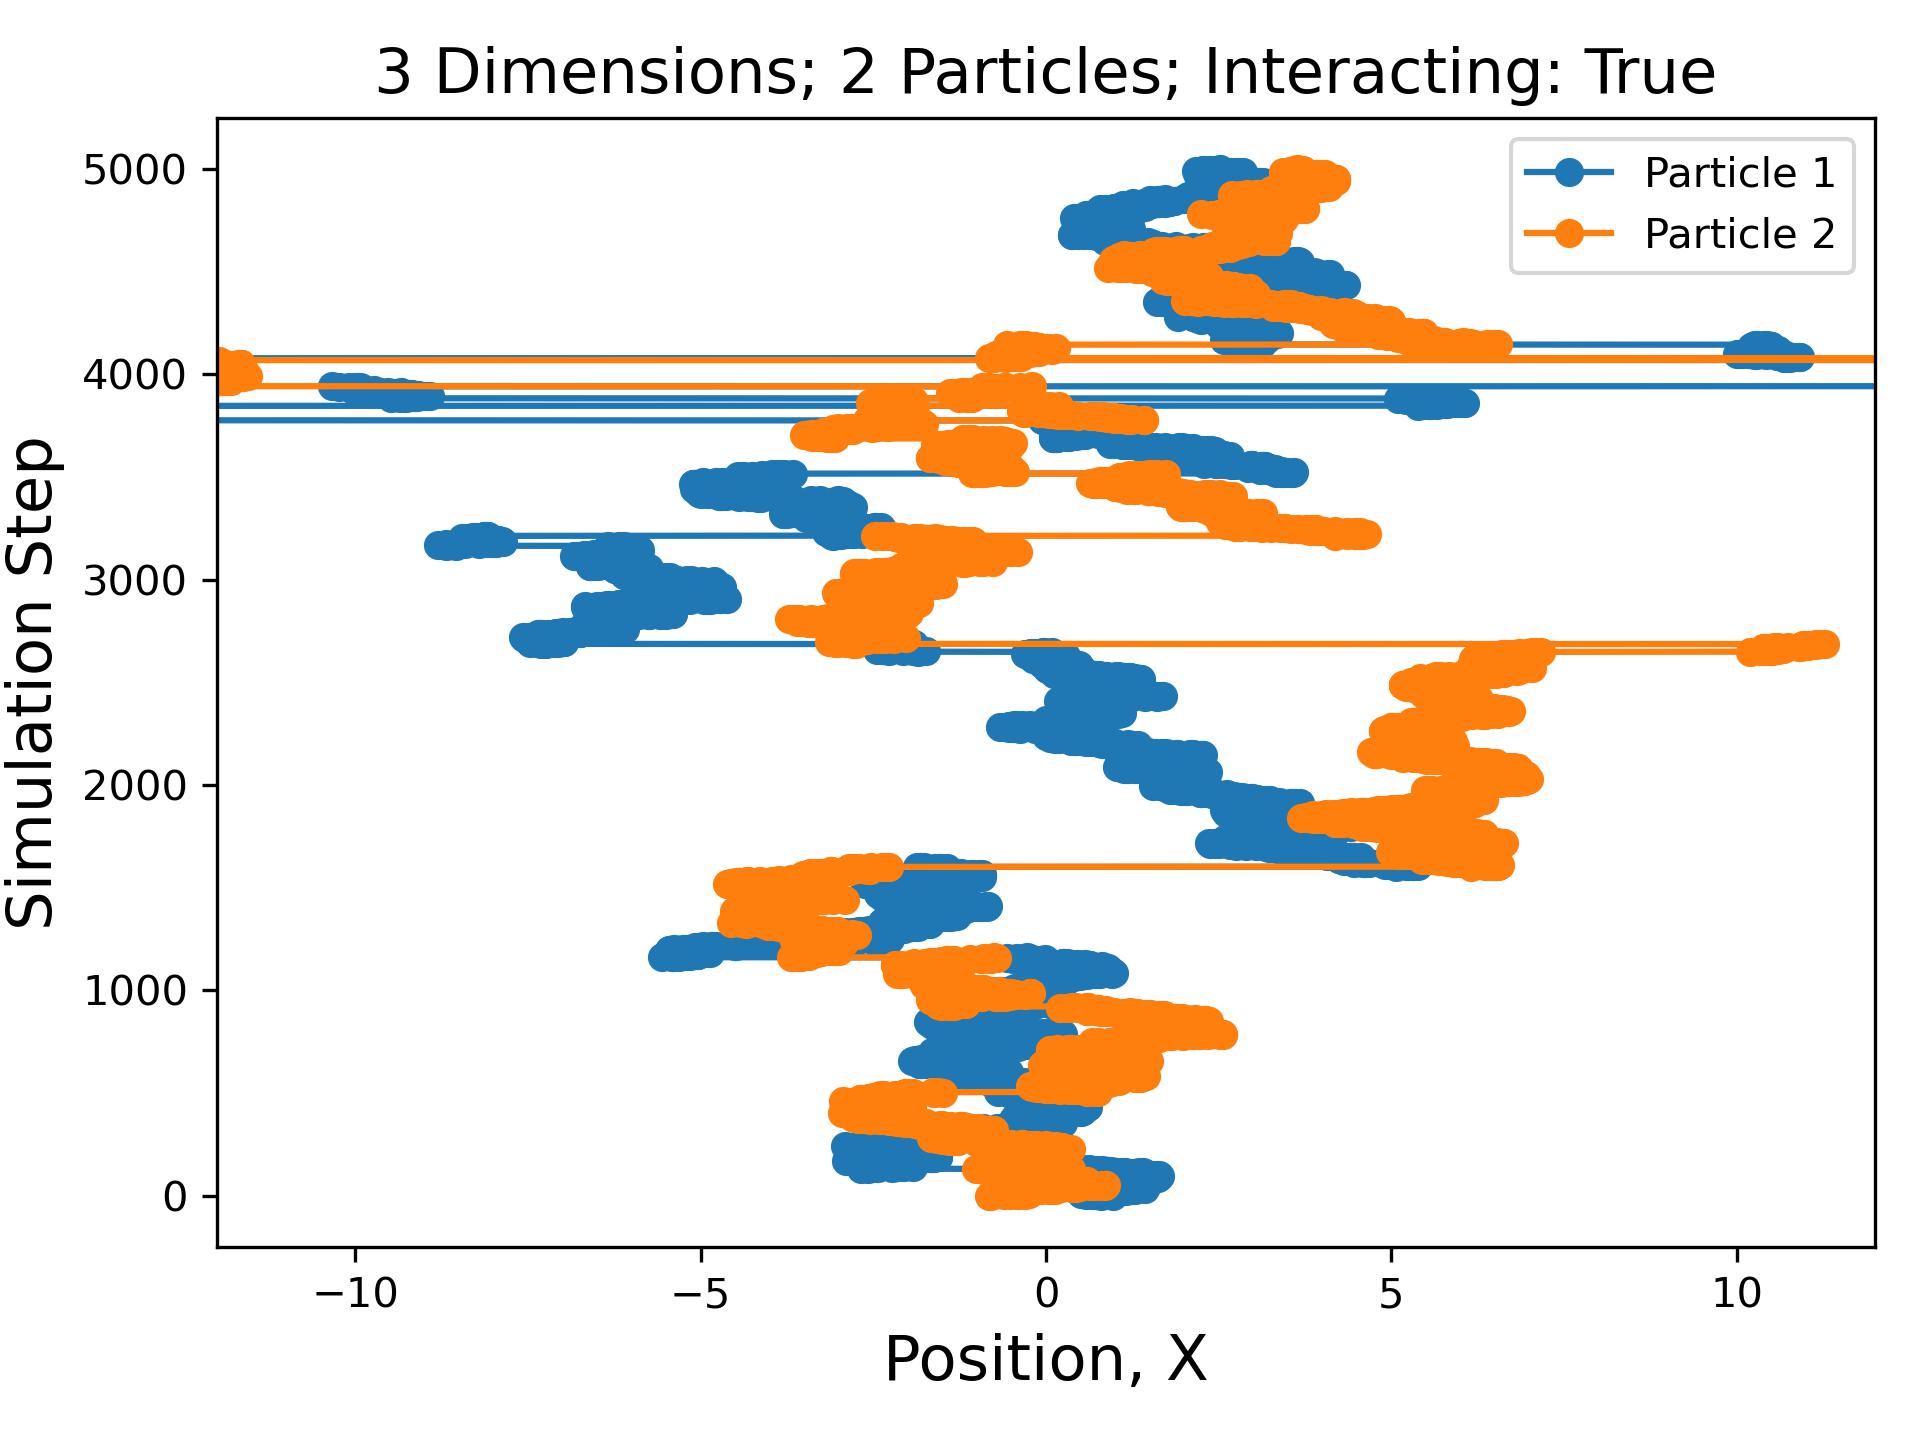 3 Dimensions; 2 Particles; Interacting: True
Particle 1
Particle 2
5000
4000
3000
2000
1000
0
Simulation Step
−10
−5
0
5
10
Position, X